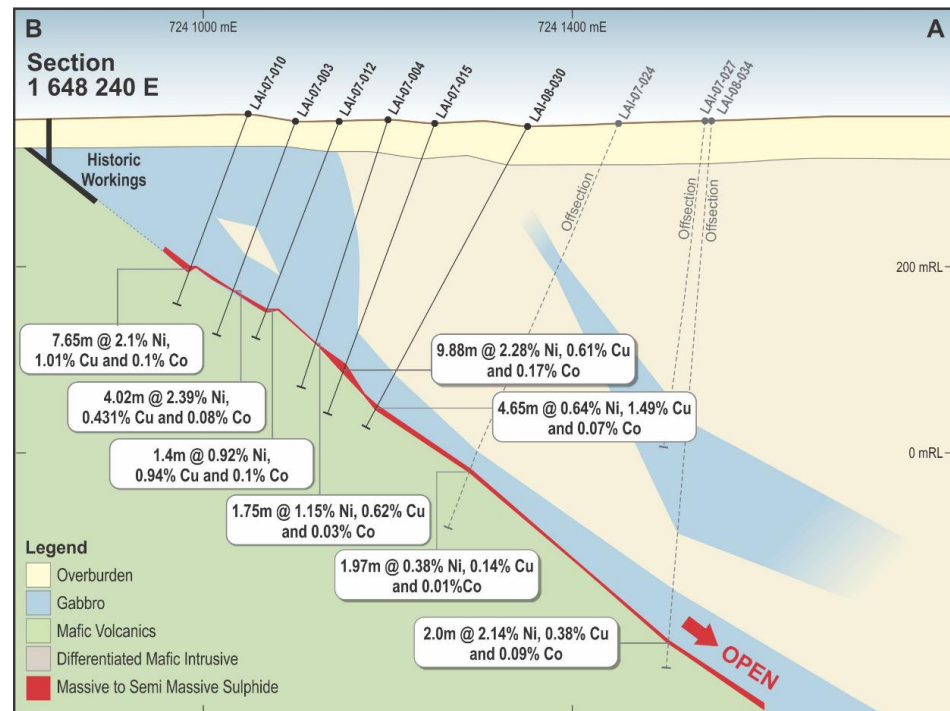 B
724 1000 mE
724 1400 mE
A
Section
1 648 240 E
LAI-07-010
LAI-07-003
LAI-07-012
LAI-07-004
LAI-07-015
LAI-08-030
LAI-07-024
LAI-07-027
LAI-08-034
Historic
Workings
Offsection
Offsection
Offsection
200 mRL
7.65m @ 2.1% Ni,
1.01% Cu and 0.1% Co
9.88m @ 2.28% Ni, 0.61% Cu
and 0.17% Co
4.02m @ 2.39% Ni,
0.431% Cu and 0.08% Co
4.65m @ 0.64% Ni, 1.49% Cu
and 0.07% Co
0 mRL
1.4m @ 0.92% Ni,
0.94% Cu and 0.1% Co
1.75m @ 1.15% Ni, 0.62% Cu
and 0.03% Co
1.97m @ 0.38% Ni, 0.14% Cu
and 0.01%Co
2.0m @ 2.14% Ni, 0.38% Cu
and 0.09% Co
OPEN
Legend
Overburden
Gabbro
Mafic Volcanics
Differentiated Mafic Intrusive
Massive to Semi Massive Sulphide